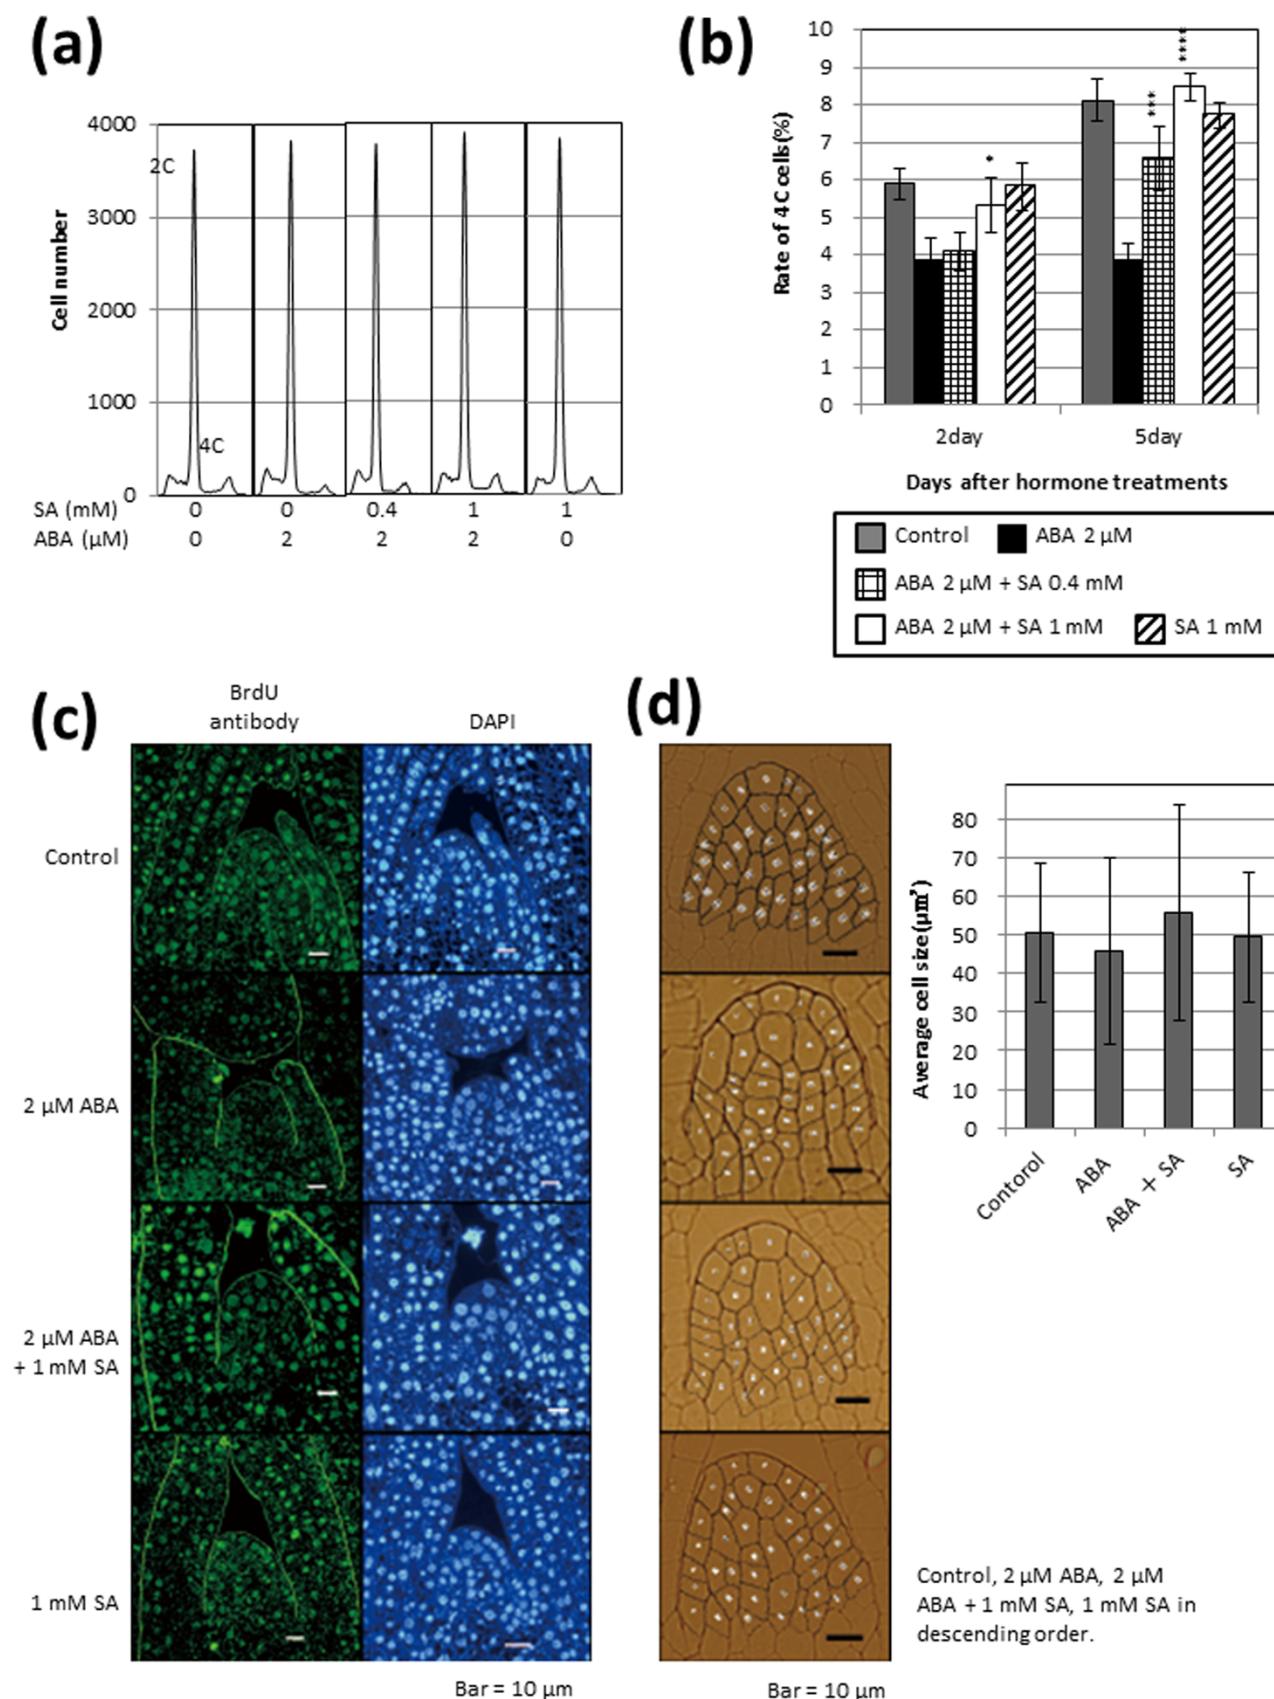 (a)
4000
3000
2000
1000
0
Cell number
2C
4C
SA (mM) 0 0 0.4 1 1
ABA (µM) 0 2 2 2 0
(b)
10
9
8
7
6
5
4
3
2
1
0
Rate of 4C cells(%)
*
***
****
2day 5day
Days after hormone treatments
Control ABA 2 µM
ABA 2 µM + SA 0.4 mM
ABA 2 µM + SA 1 mM SA 1 mM
(c)
BrdU
antibody
DAPI
Control
2 µM ABA
2 µM ABA
+ 1 mM SA
1 mM SA
Bar = 10 µm
(d)
Bar = 10 µm
80
70
60
50
40
30
20
10
0
Average cell size
Contorol
ABA
ABA + SA
SA
Control, 2 µM ABA, 2 µM
ABA + 1 mM SA, 1 mM SA in
descending order.